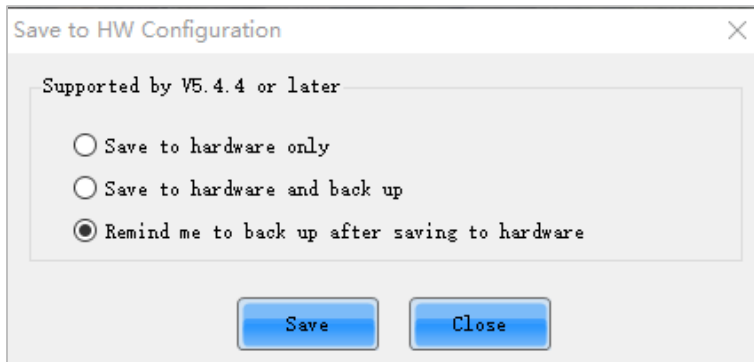 Save to HW Configuration
Supported by V5.4.4 or later
Save to hardware only
Save to hardware and back up
Remind me to back up after saving to hardware
Save
Close